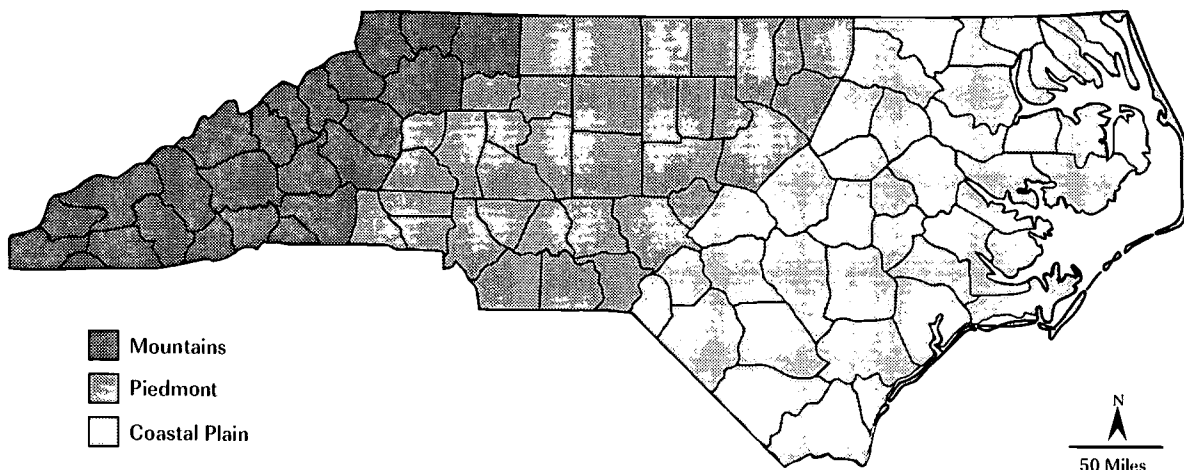 Mountains
Piedmont
Coastal Plain
N
50 Miles